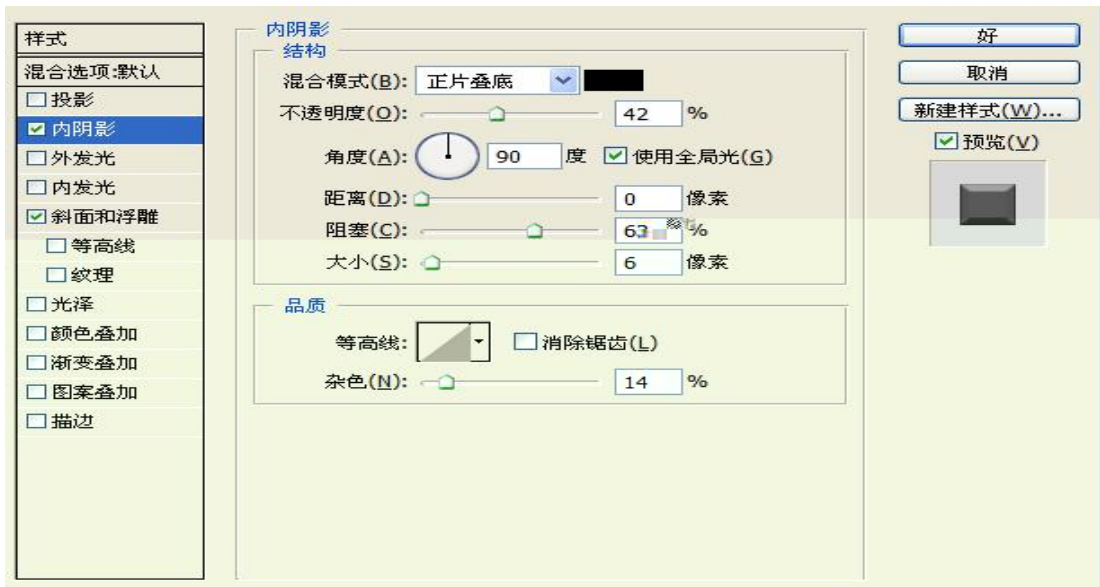 样式
混合选项:默认
投影
内阴影
外发光
内发光
斜面和浮雕
等高线
纹理
光泽
颜色叠加
渐变叠加
图案叠加
描边
内阴影
结构
混合模式(B): 正片叠底
不透明度(O): 42 %
角度(A): 90 度 使用全局光(G)
距离(D): 0 像素
阻塞(C): 63 %
大小(S): 6 像素
品质
等高线: 消除锯齿(L)
杂色(N): 14 %
好
取消
新建样式(W)...
预览(V)